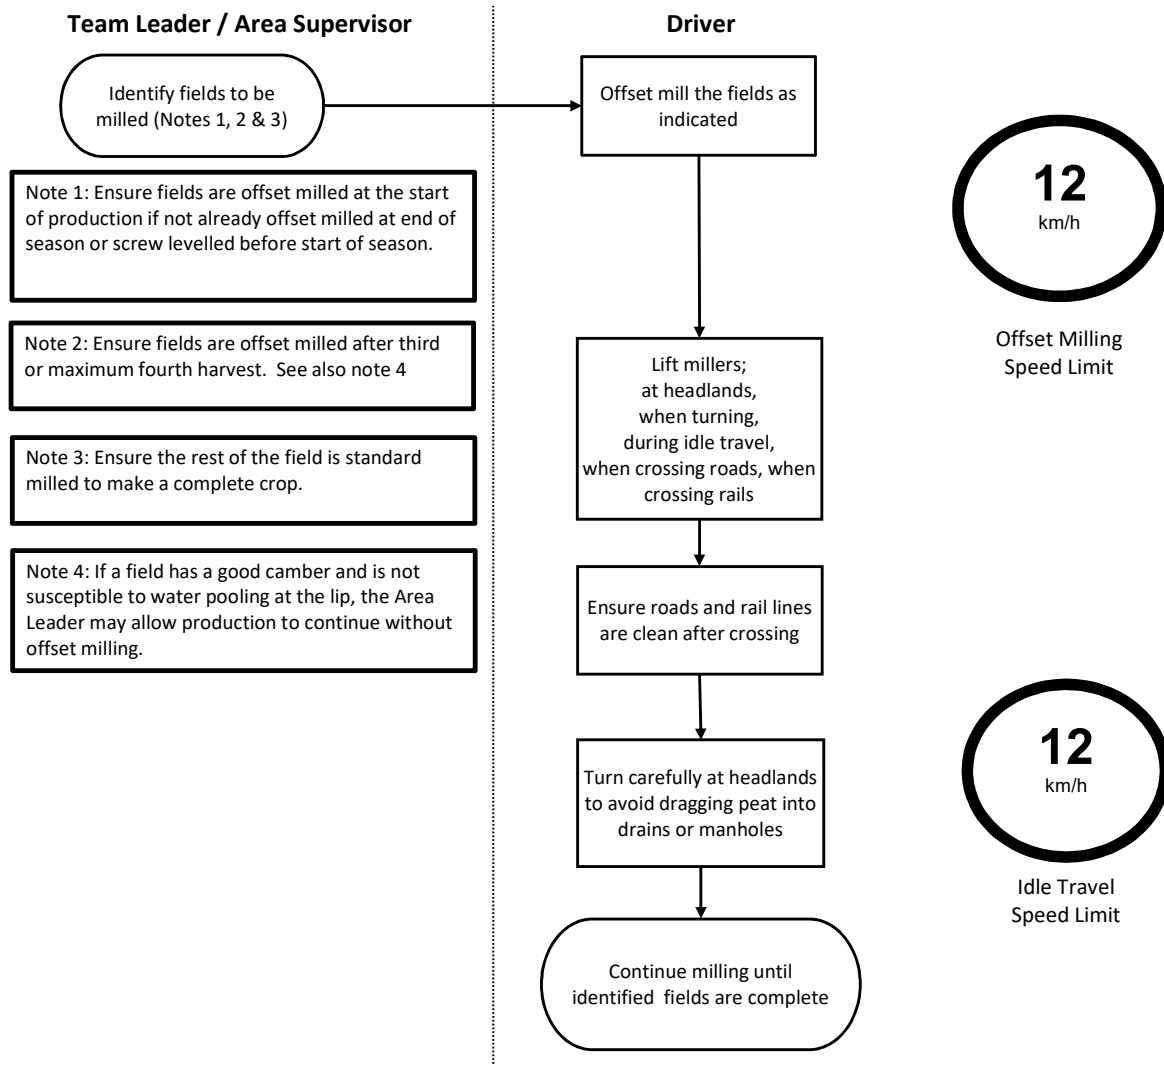 Team Leader / Area Supervisor
Driver
Identify fields to be
milled (Notes 1, 2 & 3)
Offset mill the fields as
indicated
12
km/h
Offset Milling
Speed Limit
Note 1: Ensure fields are offset milled at the start
of production if not already offset milled at end of
season or screw levelled before start of season.
Note 2: Ensure fields are offset milled after third
or maximum fourth harvest.  See also note 4
Note 3: Ensure the rest of the field is standard
milled to make a complete crop.
Note 4: If a field has a good camber and is not
susceptible to water pooling at the lip, the Area
Leader may allow production to continue without
offset milling.
Lift millers;
at headlands,
when turning,
during idle travel,
when crossing roads, when
crossing rails
Ensure roads and rail lines
are clean after crossing
Turn carefully at headlands
to avoid dragging peat into
drains or manholes
12
km/h
Idle Travel
Speed Limit
Continue milling until
identified  fields are complete